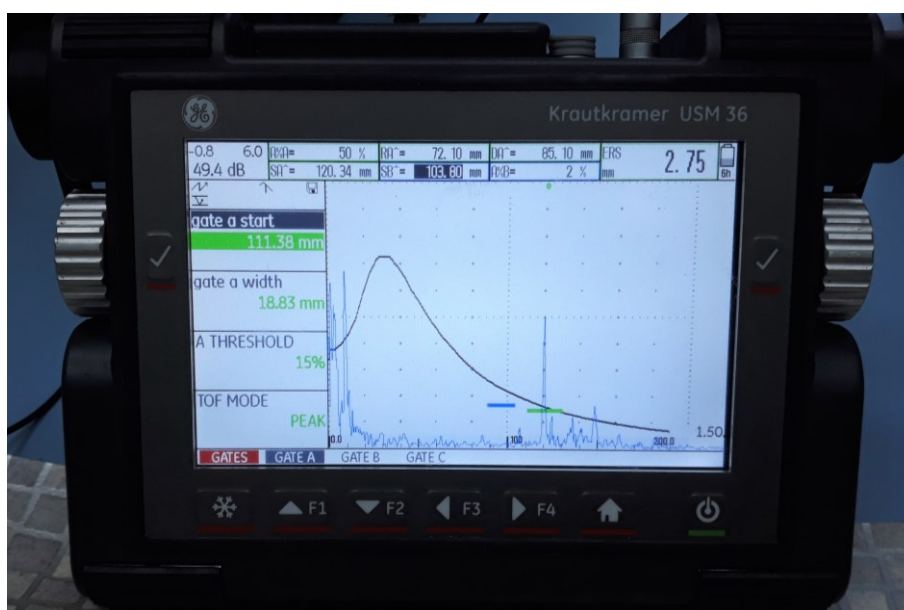 GE
Krautkramer USM 36
-0.8 6.0 A%A= 50 % RA^= 72.10 mm DA^= 85.10 mm ERS
49.4 dB SA^= 120.34 mm SB^= 103.80 mm A%B= 2 % mm 2.75 6h
gate a start
111.38 mm
gate a width
18.83 mm
A THRESHOLD
15%
TOF MODE
PEAK
0.0 100 200.0 1.50
GATES GATE A GATE B GATE C
F1 F2 F3 F4